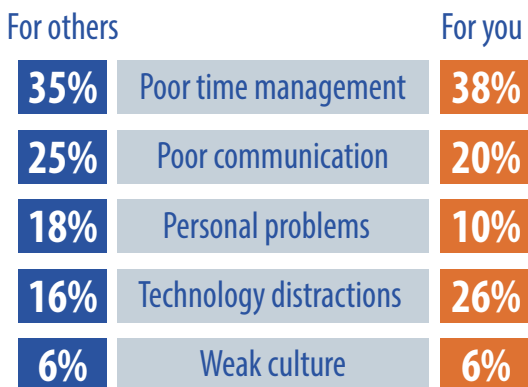 For others For you
35% Poor time management 38%
25% Poor communication 20%
18% Personal problems 10%
16% Technology distractions 26%
6% Weak culture 6%